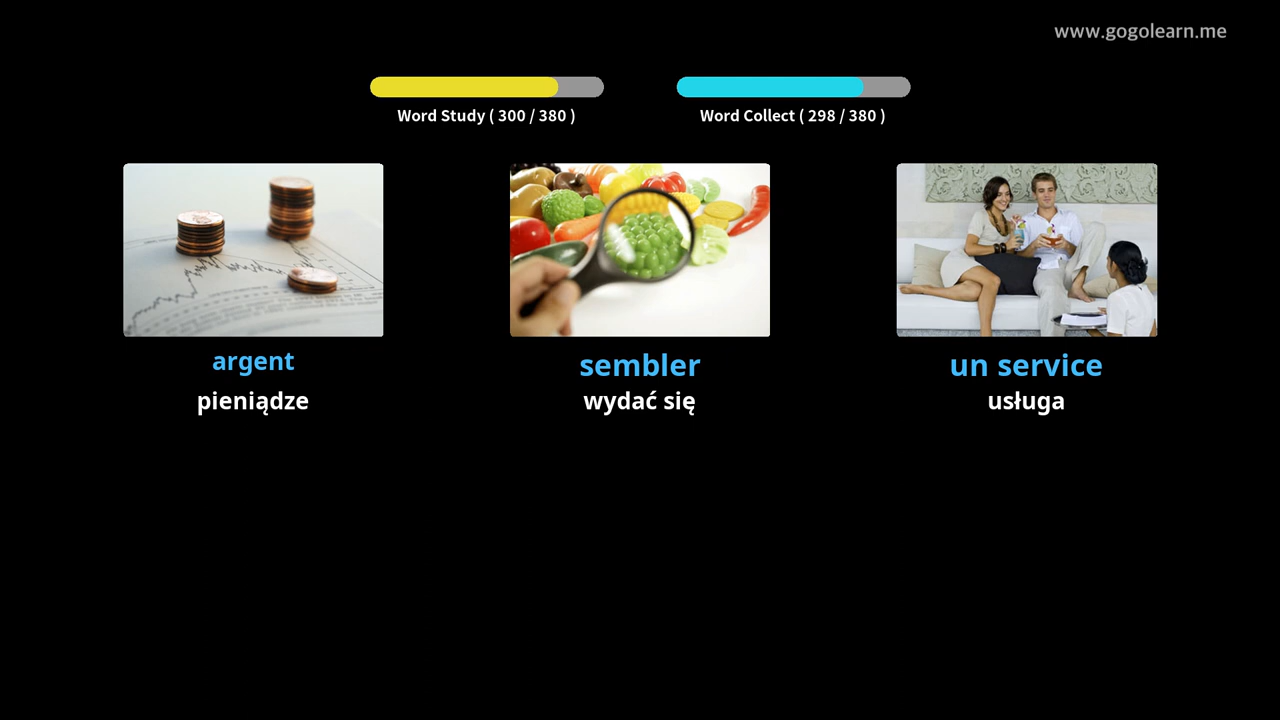 www.gogolearn.me
Word Study ( 300 / 380 )
Word Collect ( 298 / 380 )
argent
sembler
un service
pieniądze
wydać się
usługa